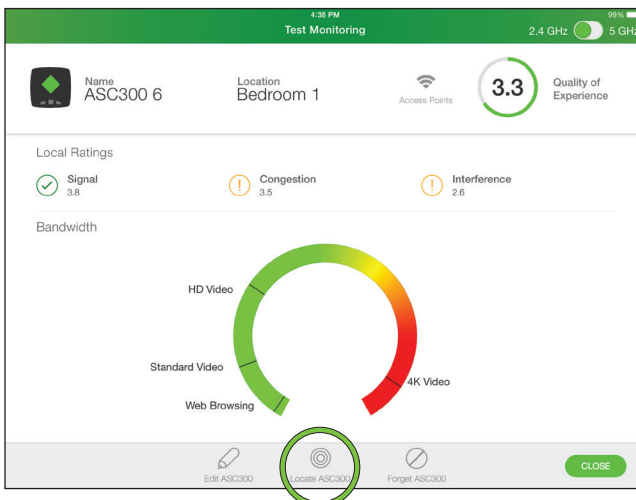 4:38 PM
99%
Test Monitoring
2.4 GHz
5 GHz
Name
ASC300 6
Location
Bedroom 1
Access Points
3.3
Quality of
Experience
Local Ratings
Signal
3.8
Congestion
3.5
Interference
2.6
Bandwidth
HD Video
Standard Video
Web Browsing
4K Video
Edit ASC300
Locate ASC300
Forget ASC300
CLOSE